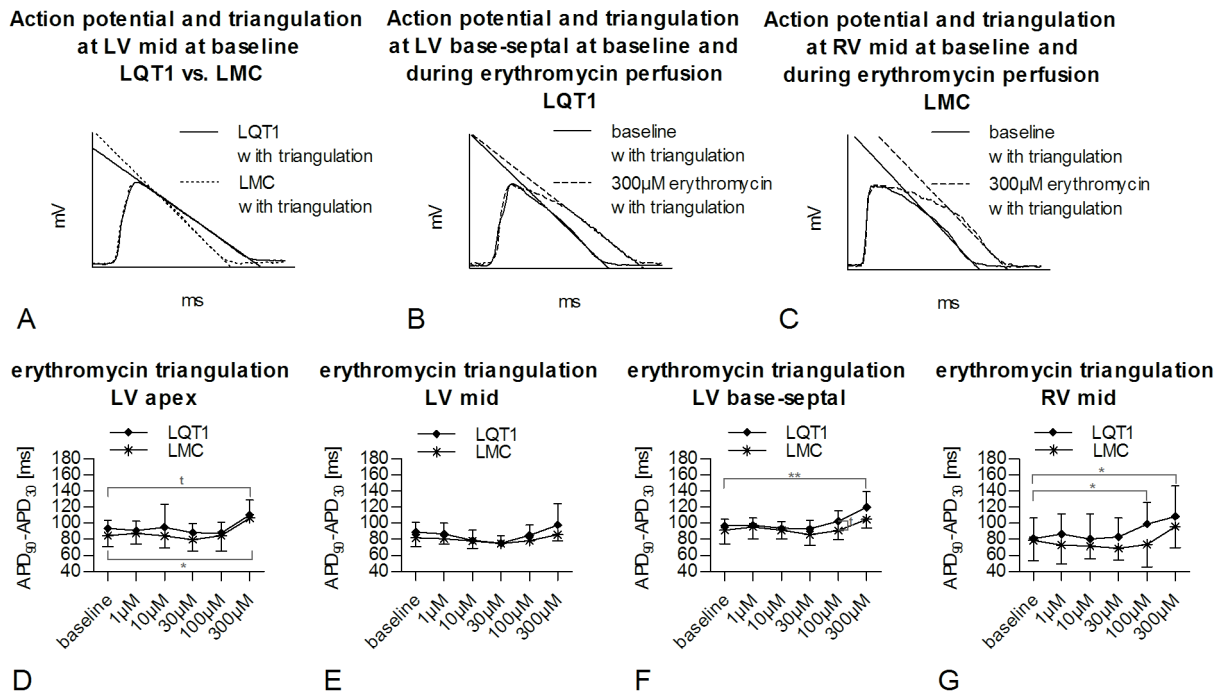 Action potential and triangulation
at LV mid at baseline
LQT1 vs. LMC
LQT1
with triangulation
LMC
with triangulation
mV
ms
A
Action potential and triangulation
at LV base-septal at baseline and
during erythromycin perfusion
LQT1
baseline
with triangulation
300µM erythromycin
with triangulation
mV
ms
B
Action potential and triangulation
at RV mid at baseline and
during erythromycin perfusion
LMC
baseline
with triangulation
300µM erythromycin
with triangulation
mV
ms
C
erythromycin triangulation
LV apex
LQT1
LMC
APD90-APD30 [ms]
180
160
140
120
100
80
60
40
t
*
baseline
1µM
10µM
30µM
100µM
300µM
D
erythromycin triangulation
LV mid
LQT1
LMC
APD90-APD30 [ms]
180
160
140
120
100
80
60
40
baseline
1µM
10µM
30µM
100µM
300µM
E
erythromycin triangulation
LV base-septal
LQT1
LMC
APD90-APD30 [ms]
180
160
140
120
100
80
60
40
**
baseline
1µM
10µM
30µM
100µM
300µM
F
erythromycin triangulation
RV mid
LQT1
LMC
APD90-APD30 [ms]
180
160
140
120
100
80
60
40
*
*
baseline
1µM
10µM
30µM
100µM
300µM
G